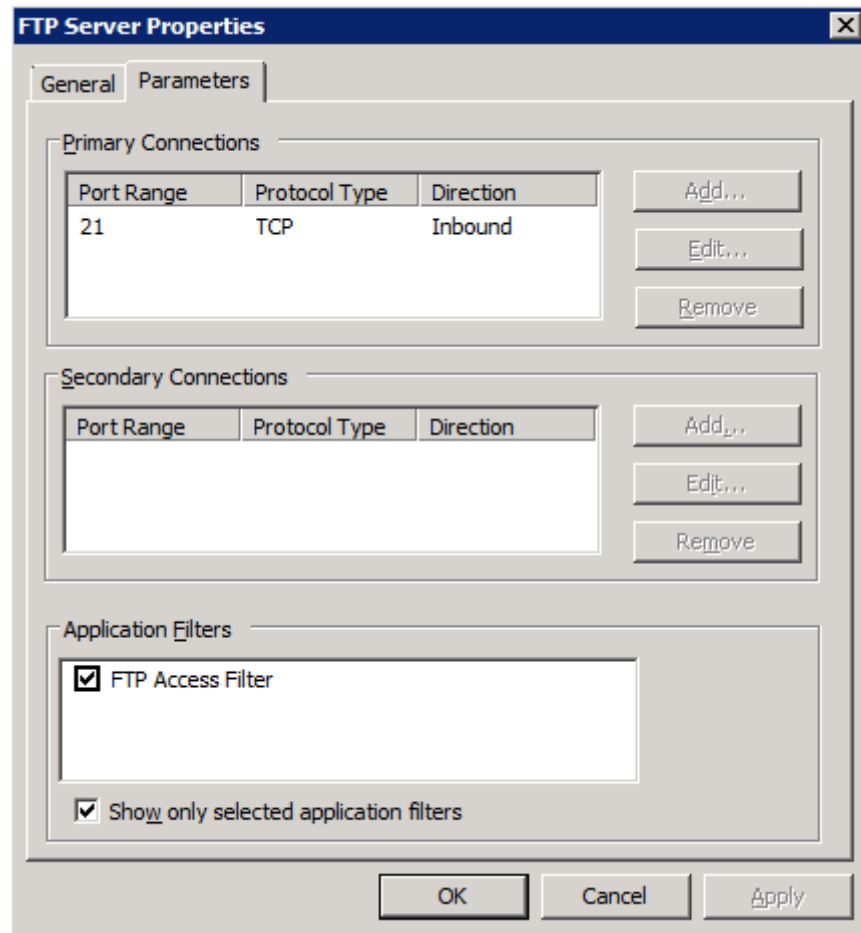 FTP Server Properties
General Parameters
Primary Connections
Port Range Protocol Type Direction
21 TCP Inbound
Add...
Edit...
Remove
Secondary Connections
Port Range Protocol Type Direction
Add...
Edit...
Remove
Application Filters
FTP Access Filter
Show only selected application filters
OK Cancel Apply